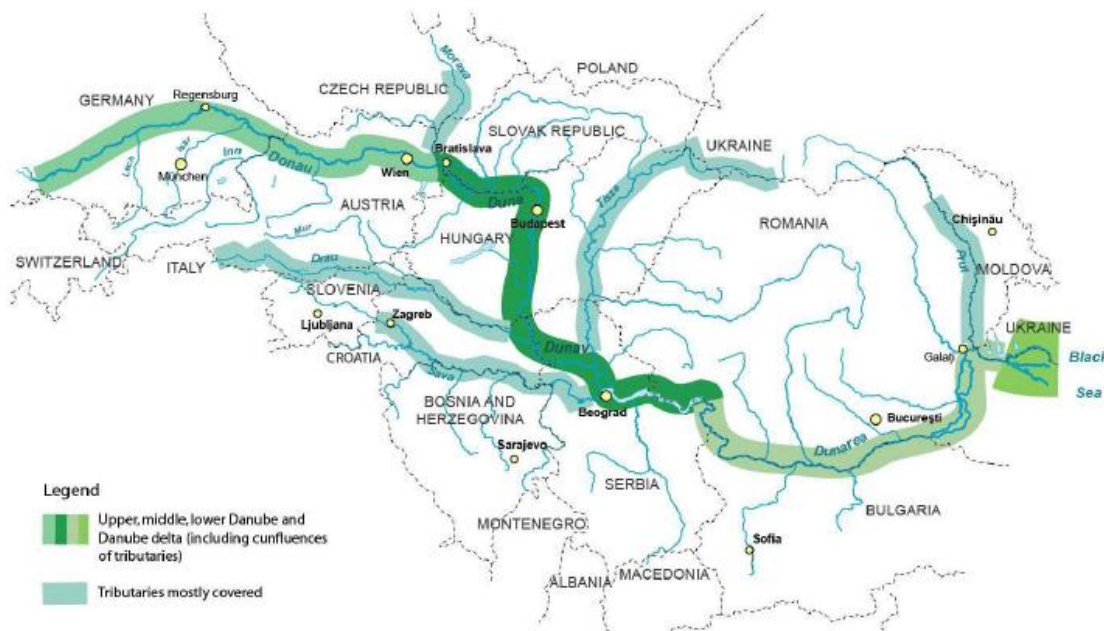 POLAND
Morava
CZECH REPUBLIC
GERMANY
Regensburg
SLOVAK REPUBLIC
UKRAINE
Bratislava
Isar
Inn
Lech
Donau
Wien
München
Duna
Tisza
Budapest
AUSTRIA
ROMANIA
Chişinău
Mur
HUNGARY
Prut
SWITZERLAND
ITALY
Drau
MOLDOVA
SLOVENIA
Zagreb
Ljubljana
UKRAINE
Dunav
Galaţi
Black
Sea
CROATIA
Sava
BOSNIA AND
HERZEGOVINA
Beograd
Bucureşti
Sarajevo
Dunarea
SERBIA
BULGARIA
MONTENEGRO
Sofia
ALBANIA
MACEDONIA
Legend
Upper, middle, lower Danube and
Danube delta (including cunfluences
of tributaries)
Tributaries mostly covered